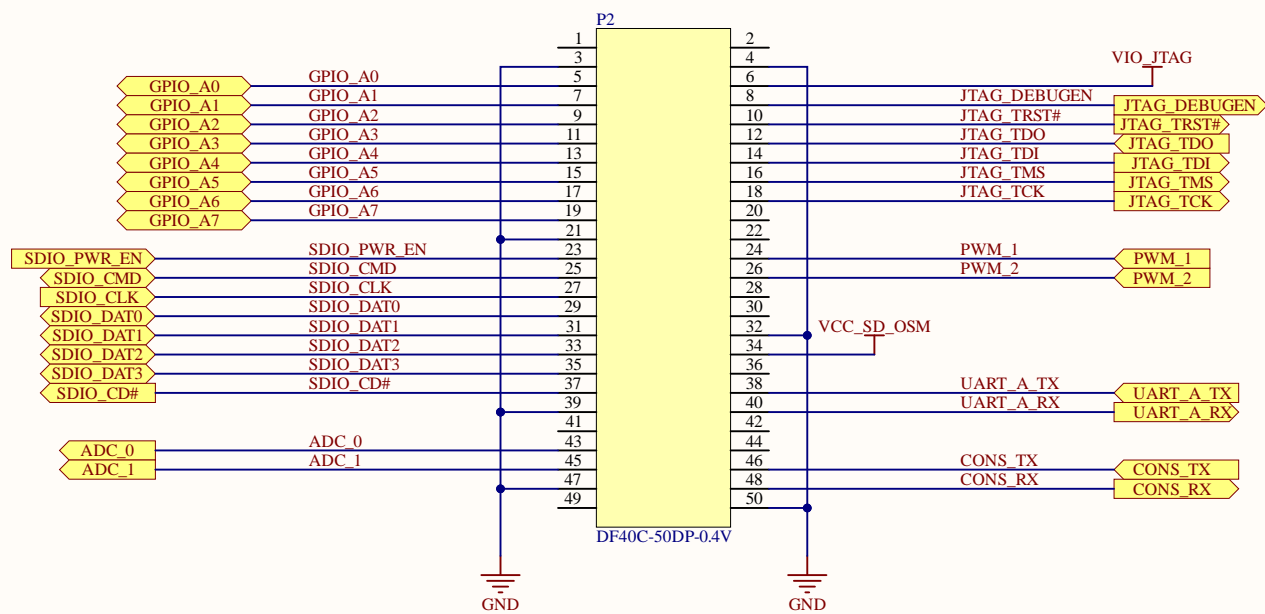 P2
1 2
3 4 VIO_JTAG
GPIO_A0 GPIO_A0 5 6
GPIO_A1 GPIO_A1 7 8 JTAG_DEBUGEN JTAG_DEBUGEN
GPIO_A2 GPIO_A2 9 10 JTAG_TRST# JTAG_TRST#
GPIO_A3 GPIO_A3 11 12 JTAG_TDO JTAG_TDO
GPIO_A4 GPIO_A4 13 14 JTAG_TDI JTAG_TDI
GPIO_A5 GPIO_A5 15 16 JTAG_TMS JTAG_TMS
GPIO_A6 GPIO_A6 17 18 JTAG_TCK JTAG_TCK
GPIO_A7 GPIO_A7 19 20
21 22
SDIO_PWR_EN SDIO_PWR_EN 23 24 PWM_1 PWM_1
SDIO_CMD SDIO_CMD 25 26 PWM_2 PWM_2
SDIO_CLK SDIO_CLK 27 28
SDIO_DAT0 SDIO_DAT0 29 30
SDIO_DAT1 SDIO_DAT1 31 32 VCC_SD_OSM
SDIO_DAT2 SDIO_DAT2 33 34
SDIO_DAT3 SDIO_DAT3 35 36
SDIO_CD# SDIO_CD# 37 38 UART_A_TX UART_A_TX
39 40 UART_A_RX UART_A_RX
41 42
ADC_0 ADC_0 43 44
ADC_1 ADC_1 45 46 CONS_TX CONS_TX
47 48 CONS_RX CONS_RX
49 50
DF40C-50DP-0.4V
GND GND